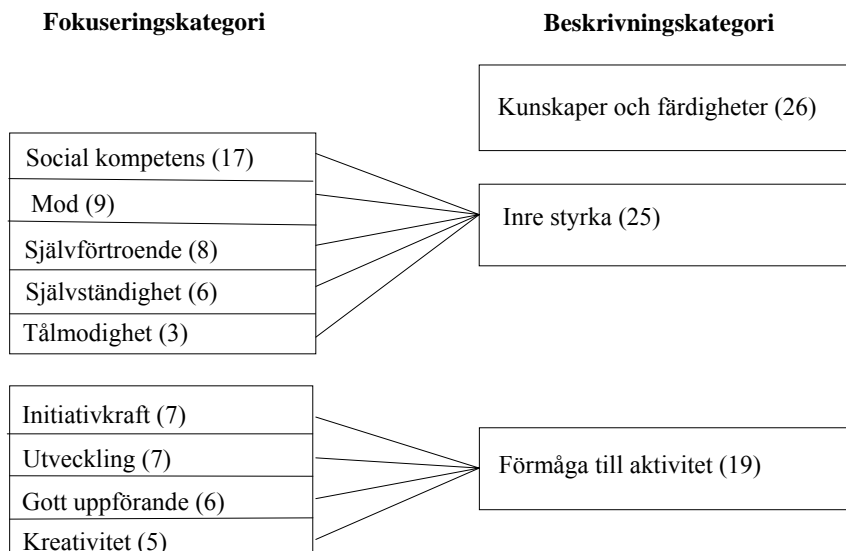 Fokuseringskategori
Beskrivningskategori
Kunskaper och färdigheter (26)
Social kompetens (17)
Mod (9)
Självförtroende (8)
Självständighet (6)
Tålmodighet (3)
Inre styrka (25)
Initiativkraft (7)
Utveckling (7)
Gott uppförande (6)
Kreativitet (5)
Förmåga till aktivitet (19)